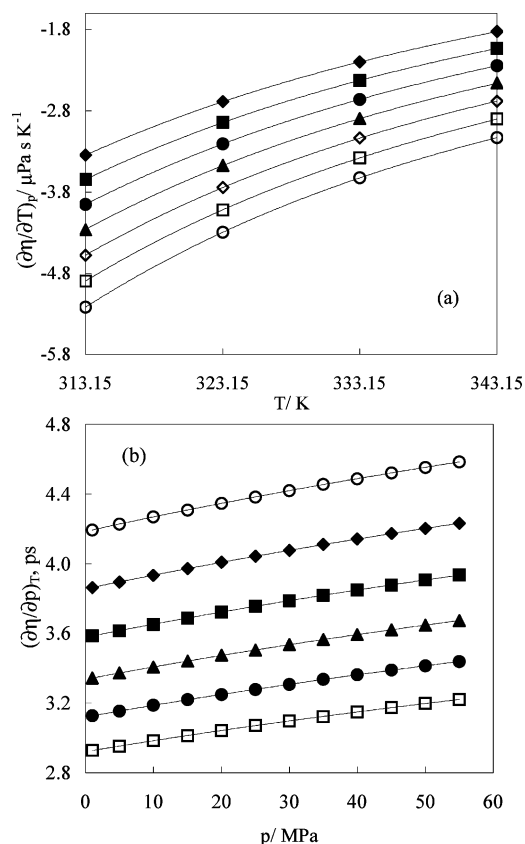 -1.8
-2.8
-3.8
-4.8
-5.8
(∂η/∂T)p/ μPa s K⁻¹
(a)
313.15 323.15 333.15 343.15
T/ K
4.8
4.4
4.0
3.6
3.2
2.8
(∂η/∂p)T, ps
(b)
0 10 20 30 40 50 60
p/ MPa